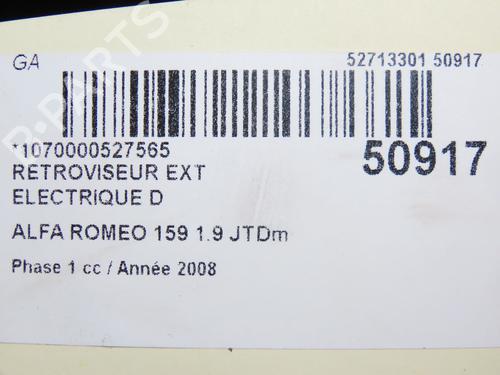 GA
52713301 50917
*1070000527565
50917
RETROVISEUR EXT
ELECTRIQUE D
ALFA ROMEO 159 1.9 JTDm
Phase 1 cc / Année 2008
B-PARTS